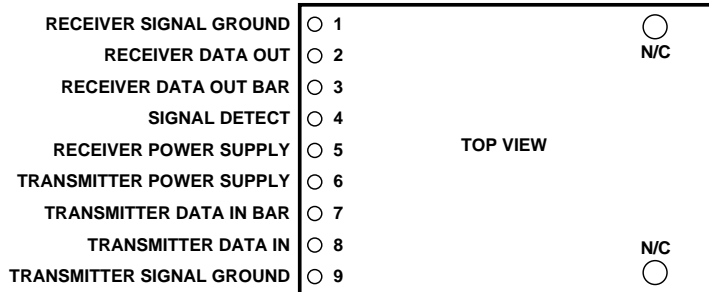 RECEIVER SIGNAL GROUND 1
RECEIVER DATA OUT 2 N/C
RECEIVER DATA OUT BAR 3
SIGNAL DETECT 4
RECEIVER POWER SUPPLY 5 TOP VIEW
TRANSMITTER POWER SUPPLY 6
TRANSMITTER DATA IN BAR 7
TRANSMITTER DATA IN 8 N/C
TRANSMITTER SIGNAL GROUND 9